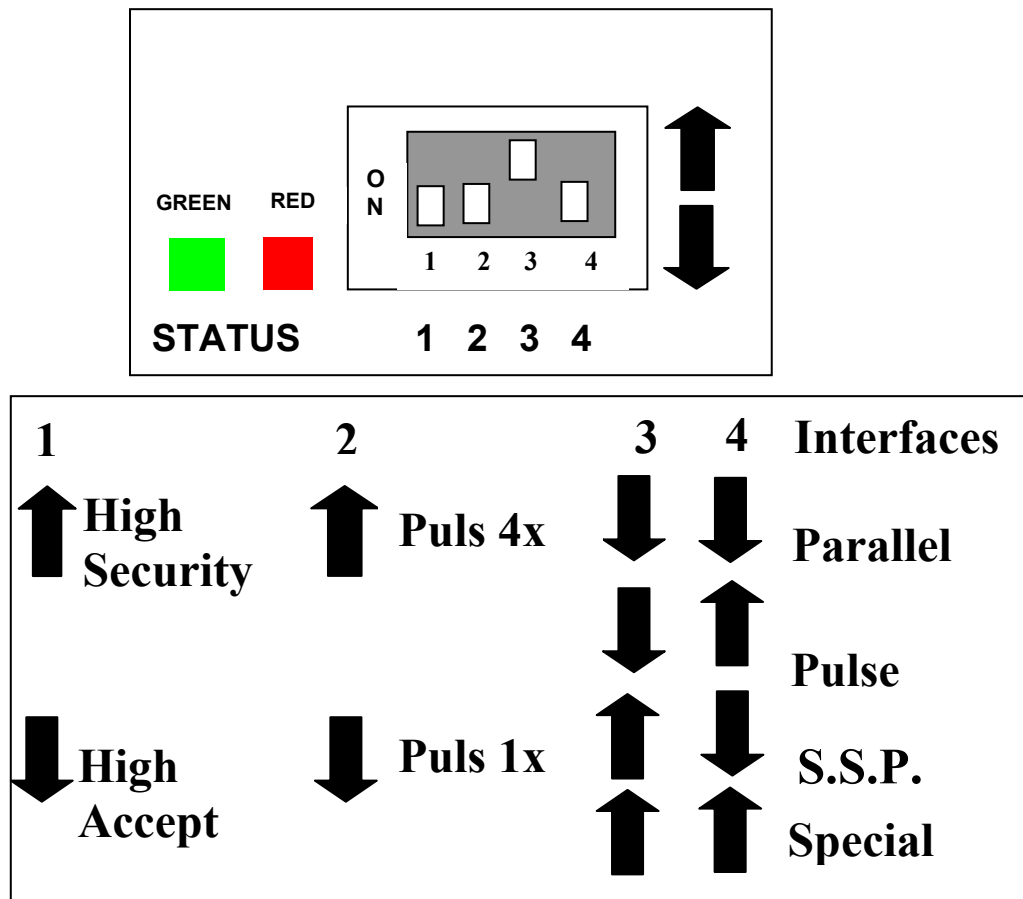 O
N
GREEN RED
1 2 3 4
STATUS 1 2 3 4
1 2 3 4 Interfaces
High
Security
Puls 4x
Parallel
Pulse
High
Accept
Puls 1x
S.S.P.
Special